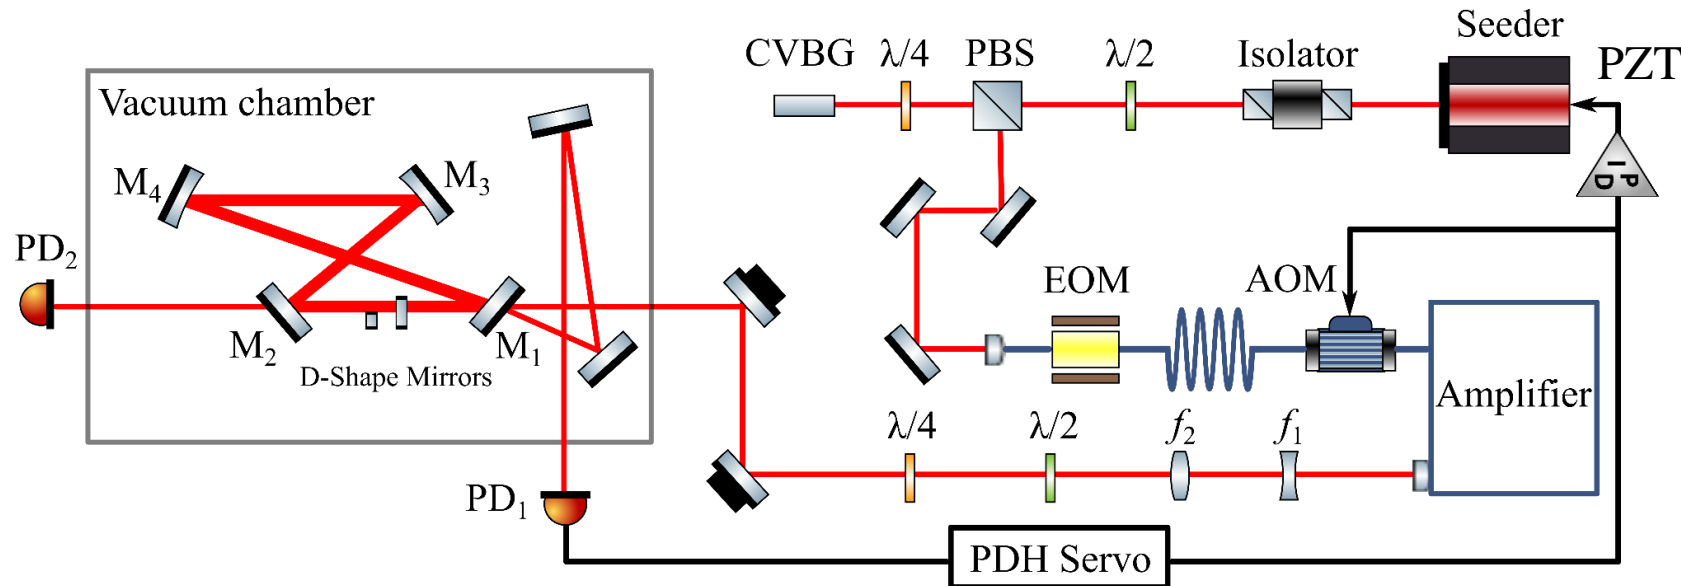 Seeder
CVBG
λ/4
PBS
λ/2
Isolator
PZT
Vacuum chamber
P
I
D
M₄
M₃
PD₂
EOM
AOM
M₂
M₁
D-Shape Mirrors
Amplifier
λ/4
λ/2
f₂
f₁
PD₁
PDH Servo